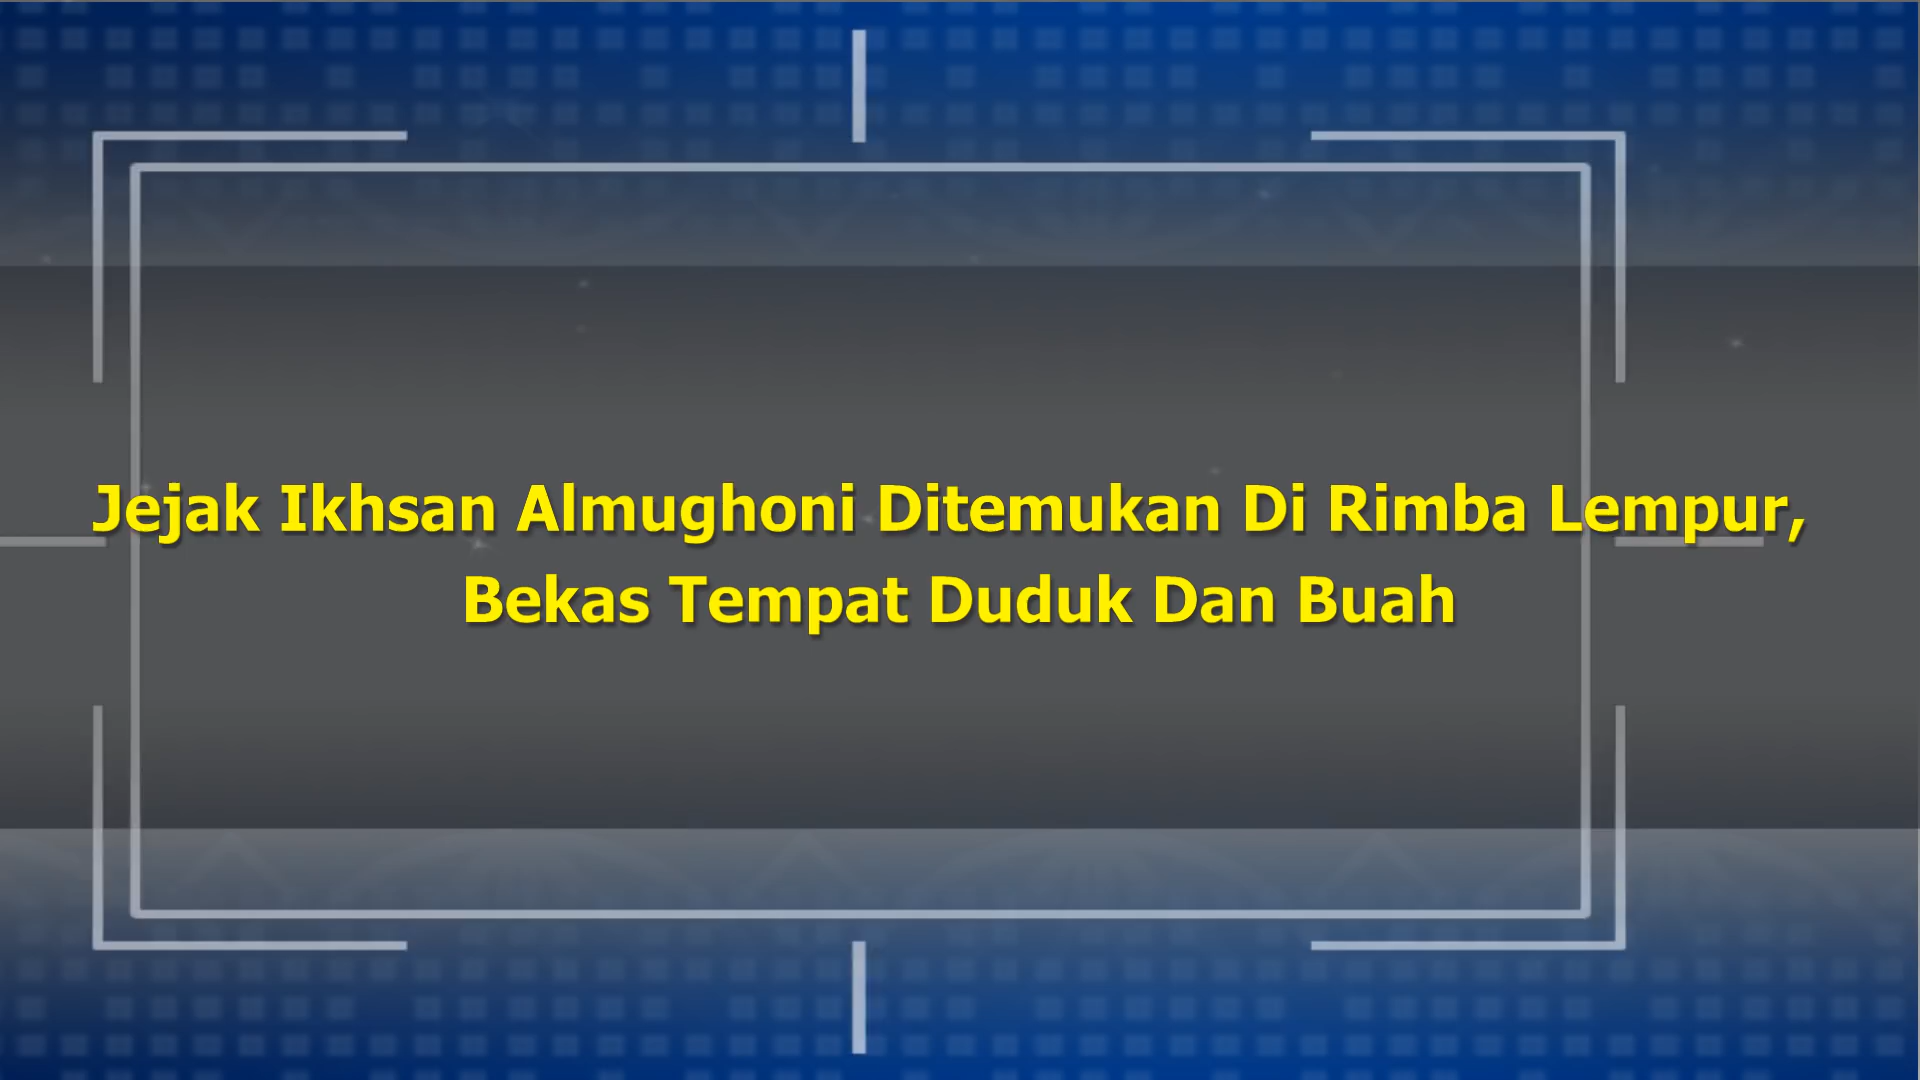 Jejak Ikhsan Almughoni Ditemukan Di Rimba Lempur,
Bekas Tempat Duduk Dan Buah